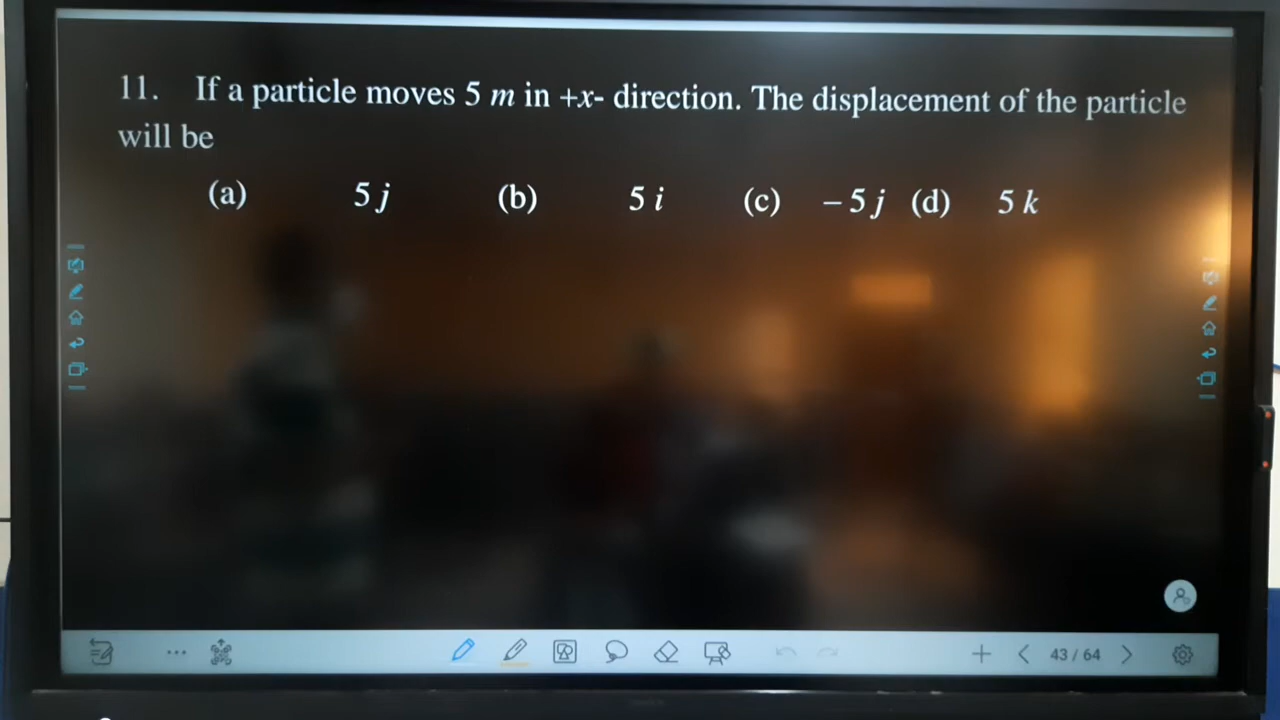 11. If a particle moves 5 m in +x- direction. The displacement of the particle
will be
(a) 5 j (b) 5 i (c) – 5 j (d) 5 k
43 / 64